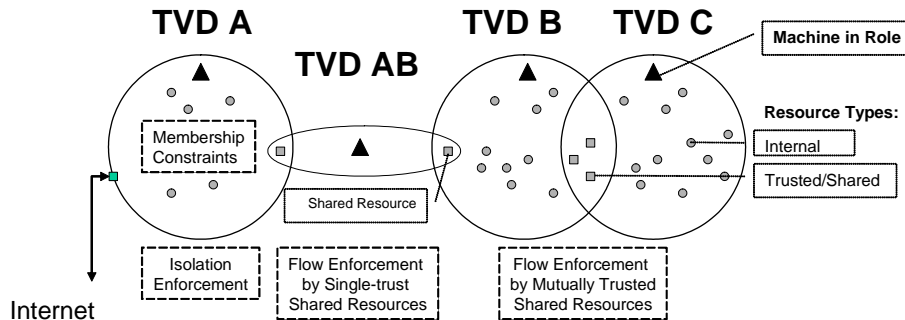 TVD A
TVD AB
TVD B
TVD C
Machine in Role
Resource Types:
Internal
Trusted/Shared
Membership
Constraints
Shared Resource
Isolation
Enforcement
Flow Enforcement
by Single-trust
Shared Resources
Flow Enforcement
by Mutually Trusted
Shared Resources
Internet